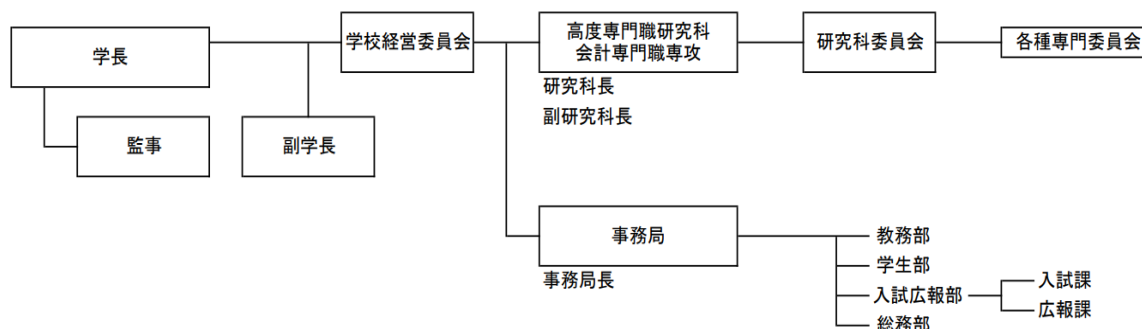 学長
監事
副学長
学校経営委員会
高度専門職研究科
会計専門職専攻
研究科長
副研究科長
研究科委員会
各種専門委員会
事務局
事務局長
教務部
学生部
入試広報部
総務部
入試課
広報課